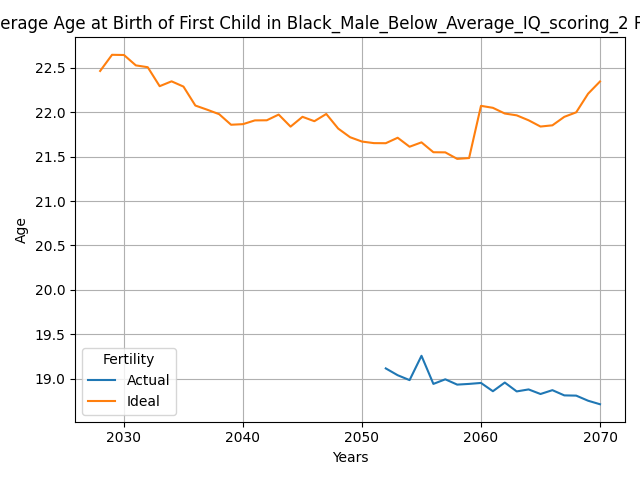 Average Age at Birth of First Child in Black_Male_Below_Average_IQ_scoring_2
22.5
22.0
21.5
21.0
20.5
20.0
19.5
19.0
Age
Fertility
Actual
Ideal
2030 2040 2050 2060 2070
Years